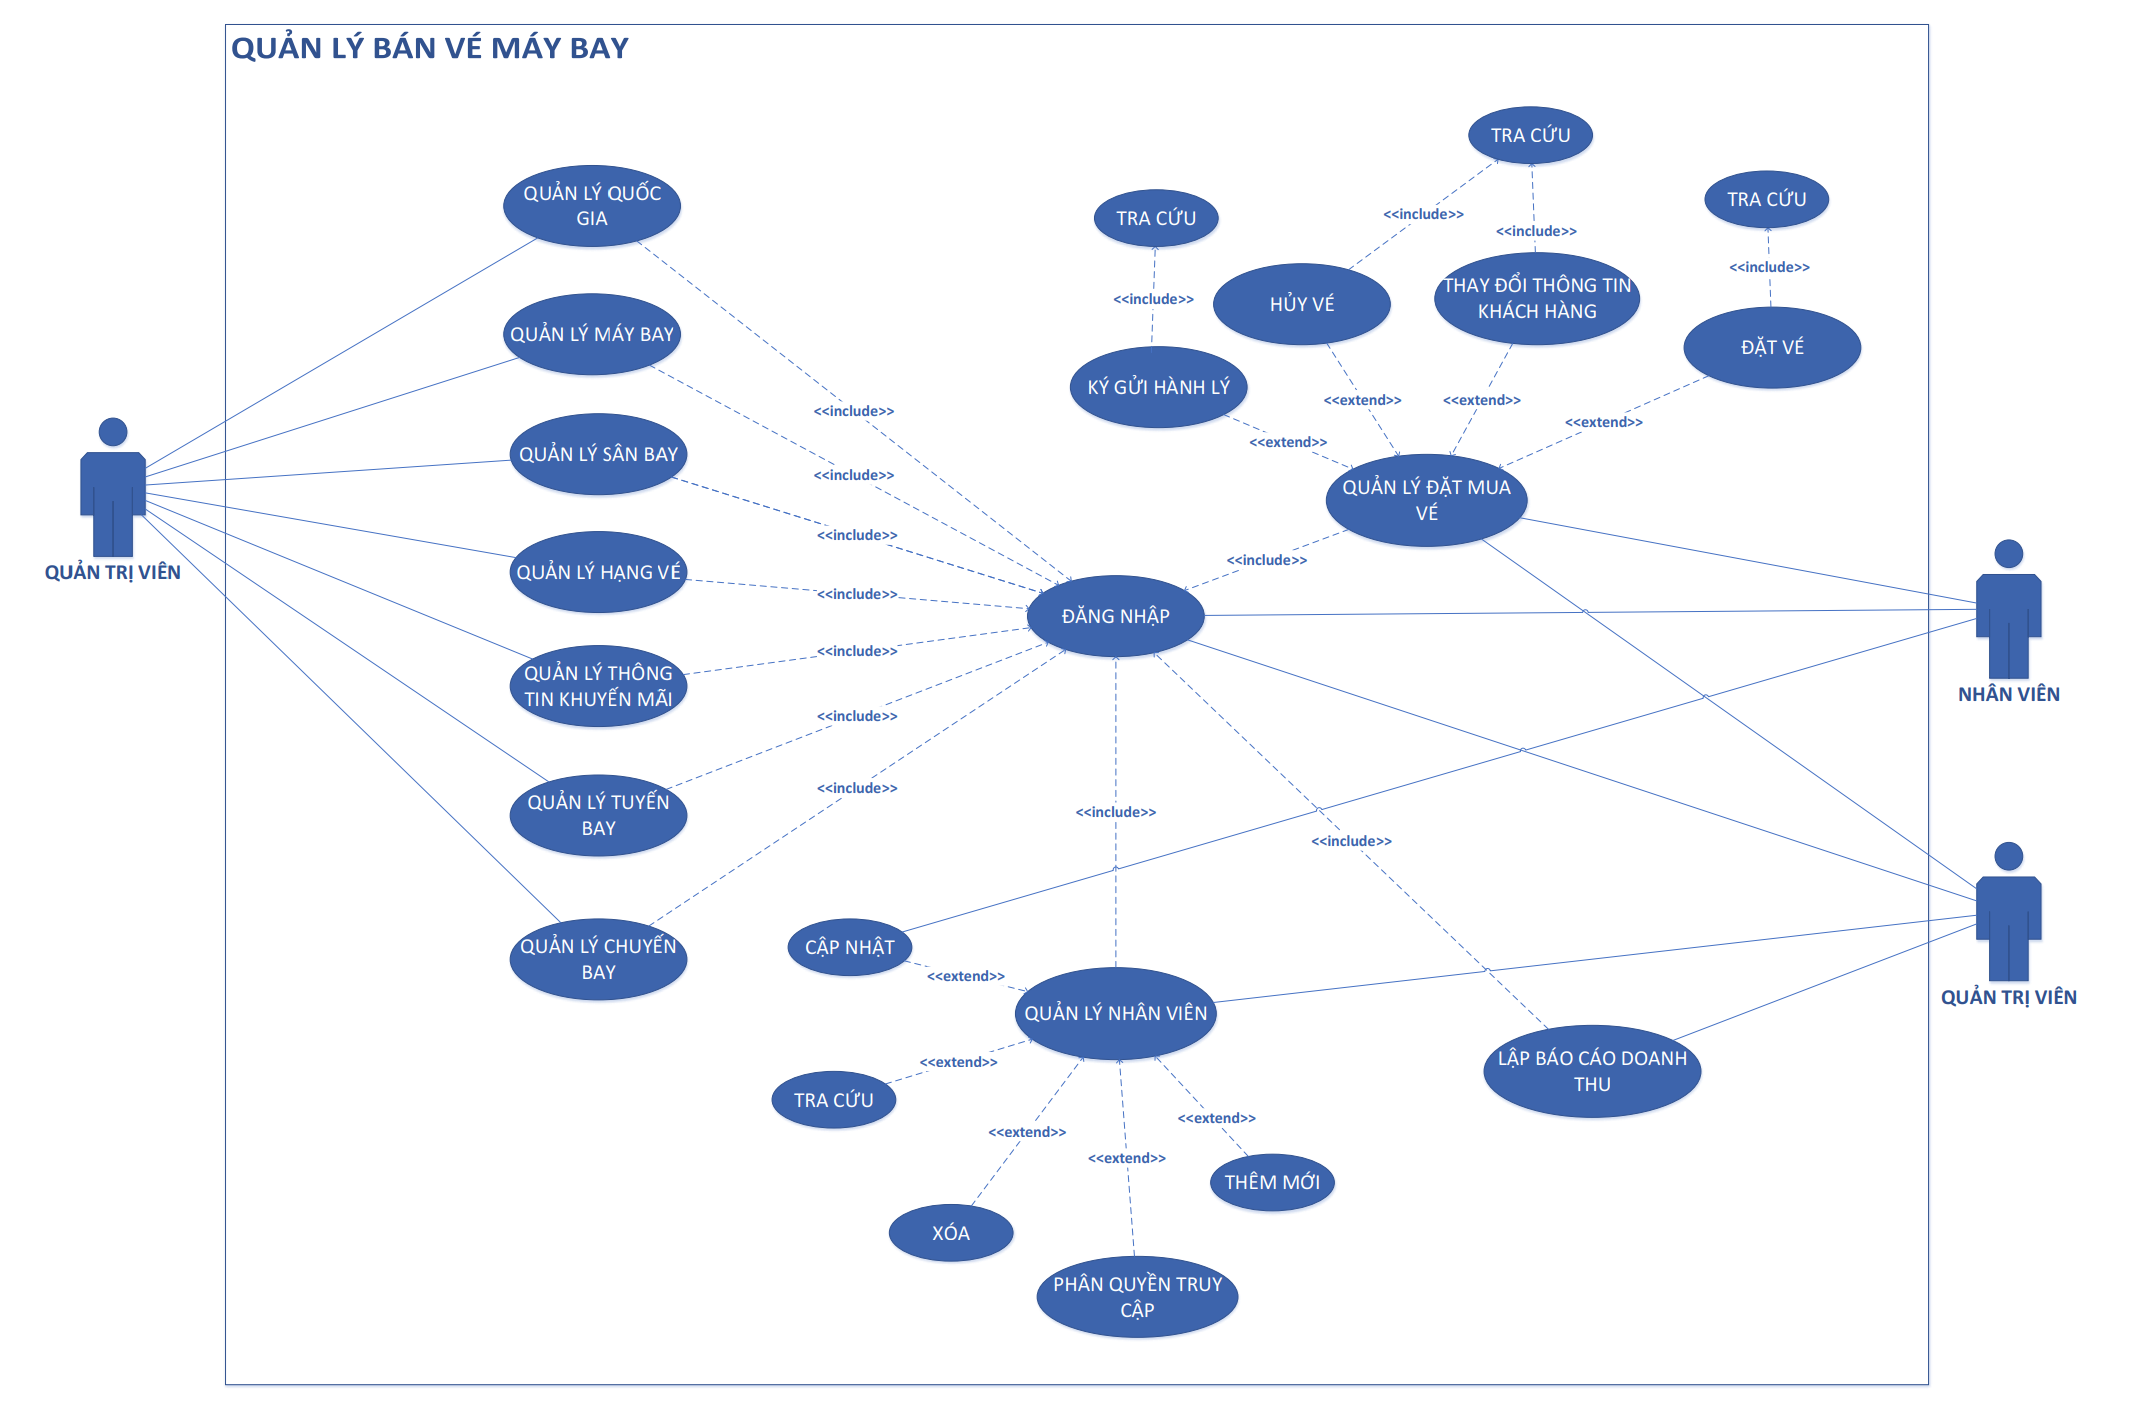 QUẢN LÝ BÁN VÉ MÁY BAY
TRA CỨU
QUẢN LÝ QUỐC
GIA
TRA CỨU
TRA CỨU
<<include>>
<<include>>
<<include>>
<<include>>
THAY ĐỔI THÔNG TIN
KHÁCH HÀNG
HỦY VÉ
QUẢN LÝ MÁY BAY
ĐẶT VÉ
KÝ GỬI HÀNH LÝ
<<include>>
<<extend>>
<<extend>>
<<extend>>
<<extend>>
QUẢN LÝ SÂN BAY
<<include>>
QUẢN LÝ ĐẶT MUA
VÉ
<<include>>
<<include>>
QUẢN TRỊ VIÊN
QUẢN LÝ HẠNG VÉ
<<include>>
ĐĂNG NHẬP
<<include>>
QUẢN LÝ THÔNG
TIN KHUYẾN MÃI
NHÂN VIÊN
<<include>>
<<include>>
QUẢN LÝ TUYẾN
BAY
<<include>>
<<include>>
QUẢN LÝ CHUYẾN
BAY
CẬP NHẬT
<<extend>>
QUẢN TRỊ VIÊN
QUẢN LÝ NHÂN VIÊN
<<extend>>
LẬP BÁO CÁO DOANH
THU
TRA CỨU
<<extend>>
<<extend>>
<<extend>>
THÊM MỚI
XÓA
PHÂN QUYỀN TRUY
CẬP